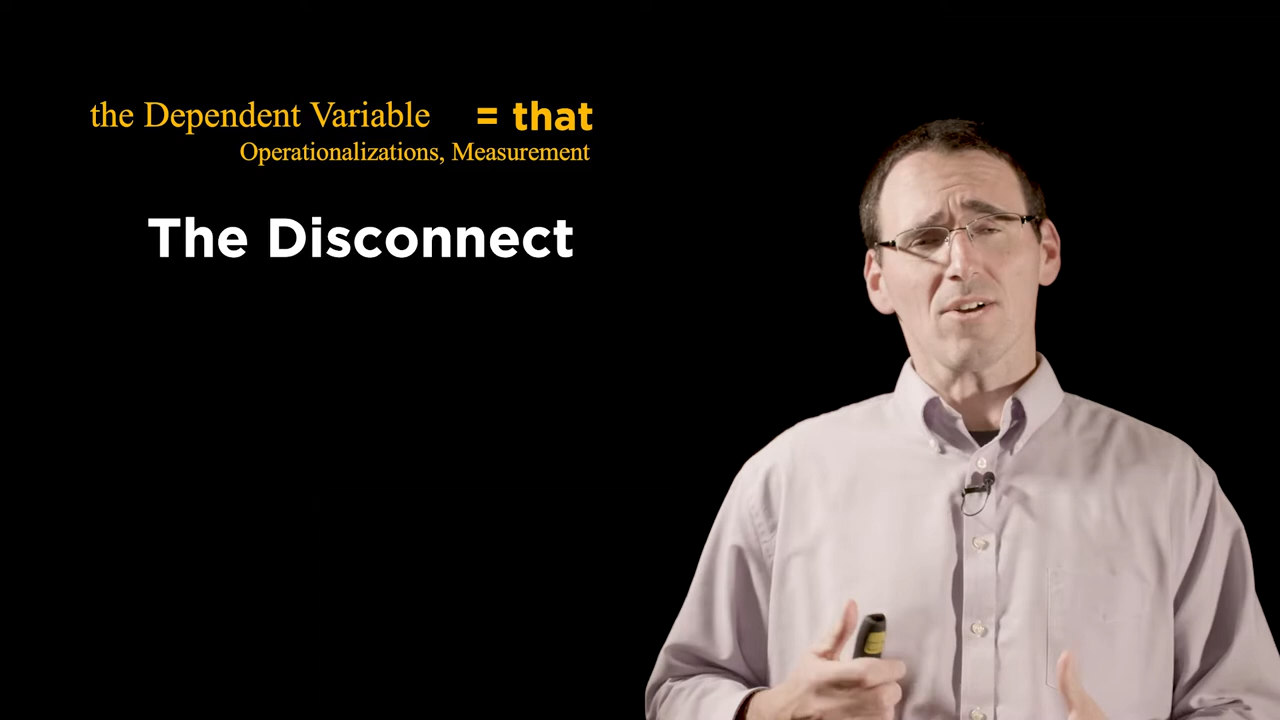 the Dependent Variable = that
Operationalizations, Measurement
The Disconnect